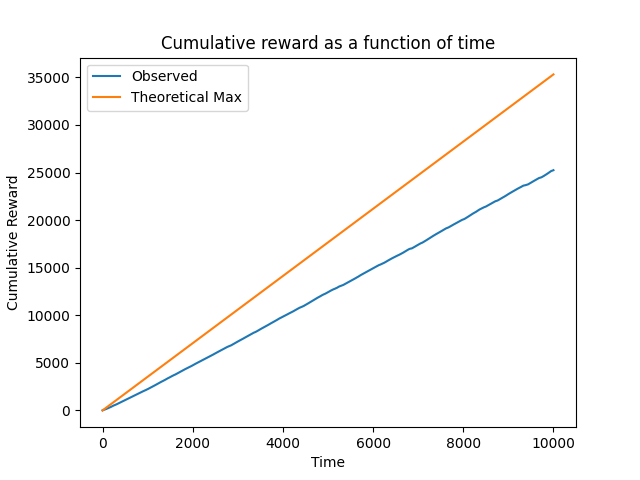 Cumulative reward as a function of time
Observed
Theoretical Max
Cumulative Reward
35000
30000
25000
20000
15000
10000
5000
0
0 2000 4000 6000 8000 10000
Time